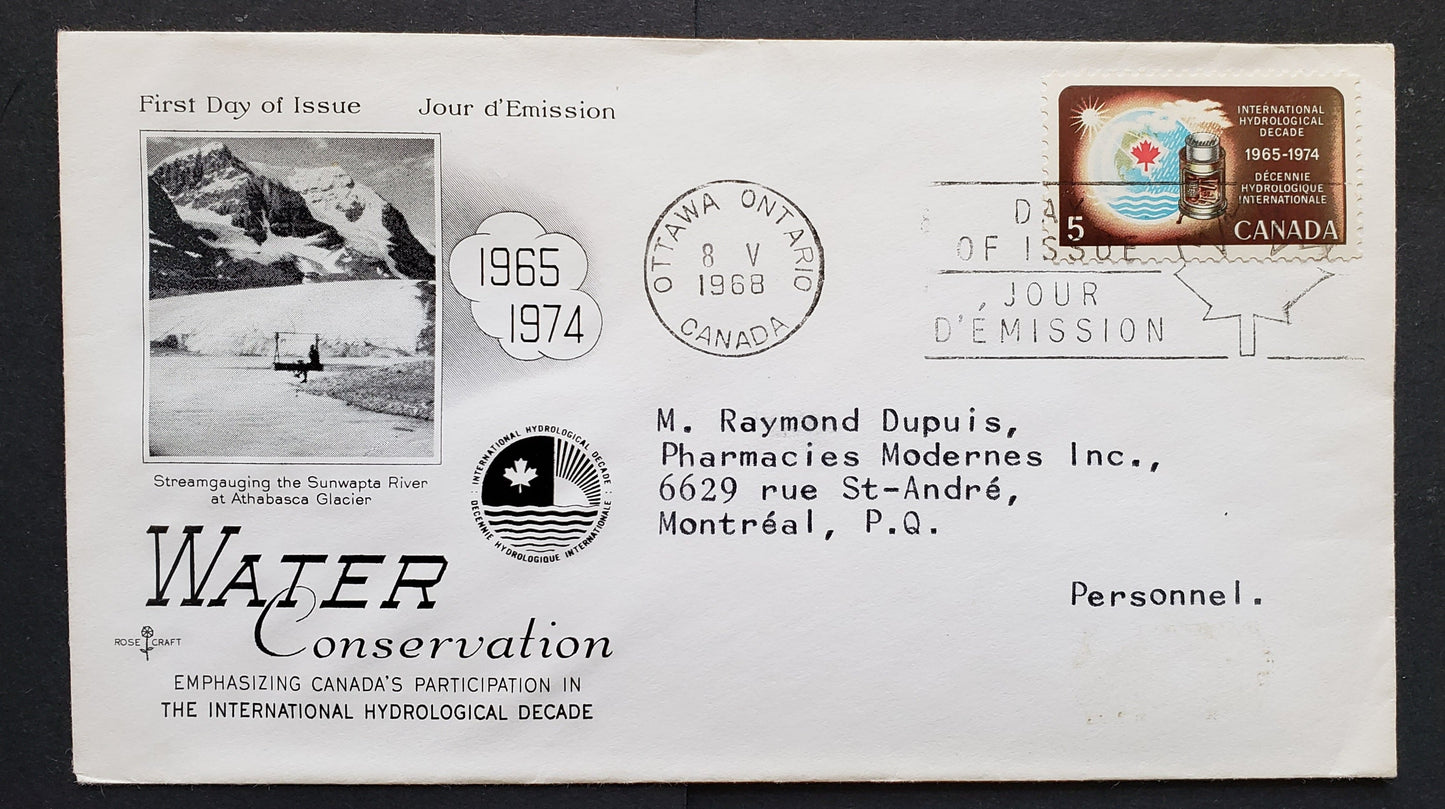 First Day of Issue Jour d'Emission
1965
1974
Streamgauging the Sunwapta River
at Athabasca Glacier
INTERNATIONAL HYDROLOGICAL DECADE
DÉCENNIE HYDROLOGIQUE INTERNATIONALE
WATER
Conservation
ROSE CRAFT
EMPHASIZING CANADA'S PARTICIPATION IN
THE INTERNATIONAL HYDROLOGICAL DECADE
OTTAWA ONTARIO
8 V
1968
CANADA
INTERNATIONAL
HYDROLOGICAL
DECADE
1965-1974
DÉCENNIE
HYDROLOGIQUE
INTERNATIONALE
5 CANADA
DAY
OF ISSUE
JOUR
D'ÉMISSION
M. Raymond Dupuis,
Pharmacies Modernes Inc.,
6629 rue St-André,
Montréal, P.Q.
Personnel.